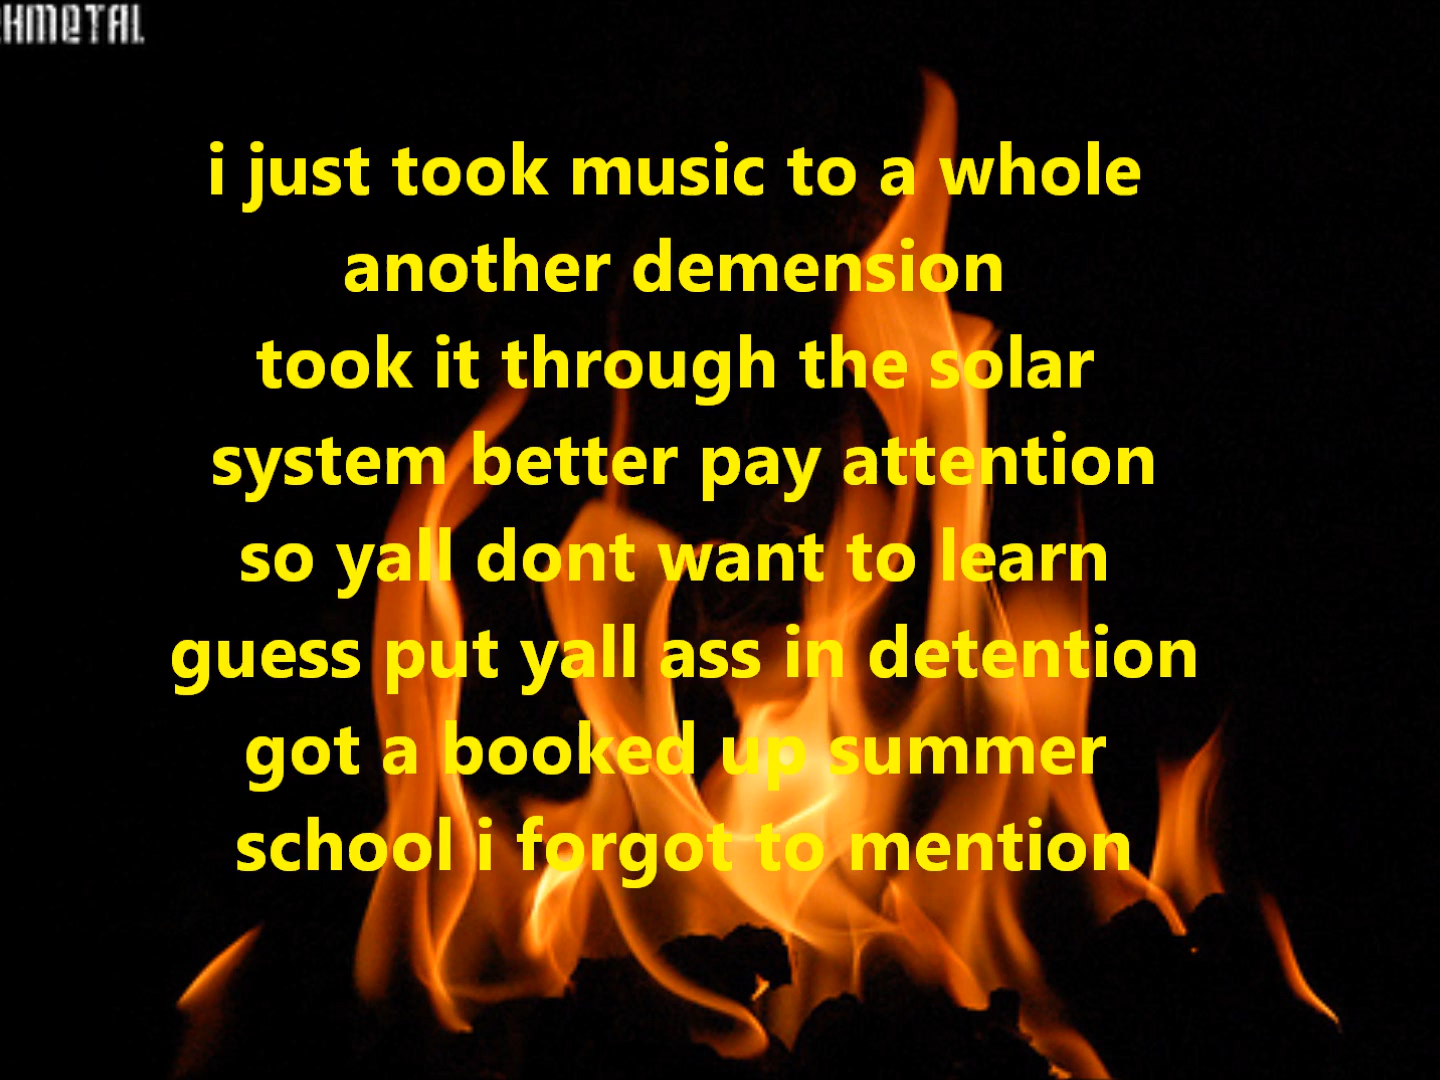 i just took music to a whole
another demension
took it through the solar
system better pay attention
so yall dont want to learn
guess put yall ass in detention
got a booked up summer
school i forgot to mention